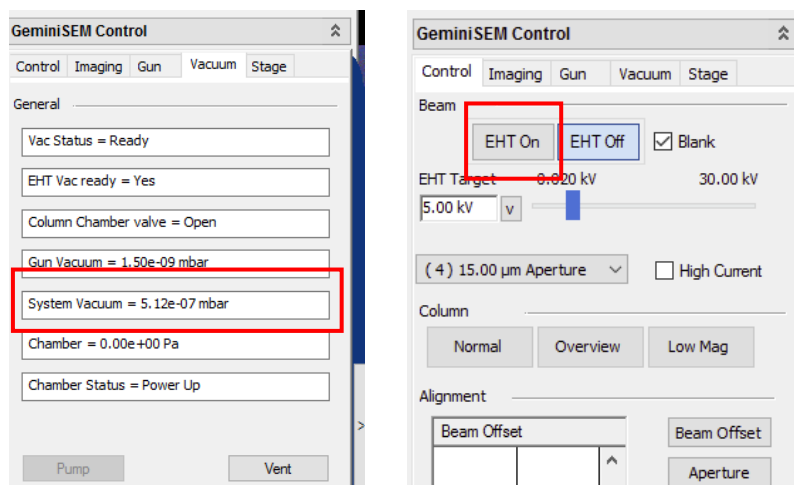 GeminiSEM Control
Control Imaging Gun Vacuum Stage
General
Vac Status = Ready
EHT Vac ready = Yes
Column Chamber valve = Open
Gun Vacuum = 1.50e-09 mbar
System Vacuum = 5.12e-07 mbar
Chamber = 0.00e+00 Pa
Chamber Status = Power Up
Pump Vent
>
GeminiSEM Control
Control Imaging Gun Vacuum Stage
Beam
EHT On EHT Off Blank
EHT Target 0.020 kV 30.00 kV
5.00 kV v
( 4 ) 15.00 µm Aperture High Current
Column
Normal Overview Low Mag
Alignment
Beam Offset Beam Offset
Aperture